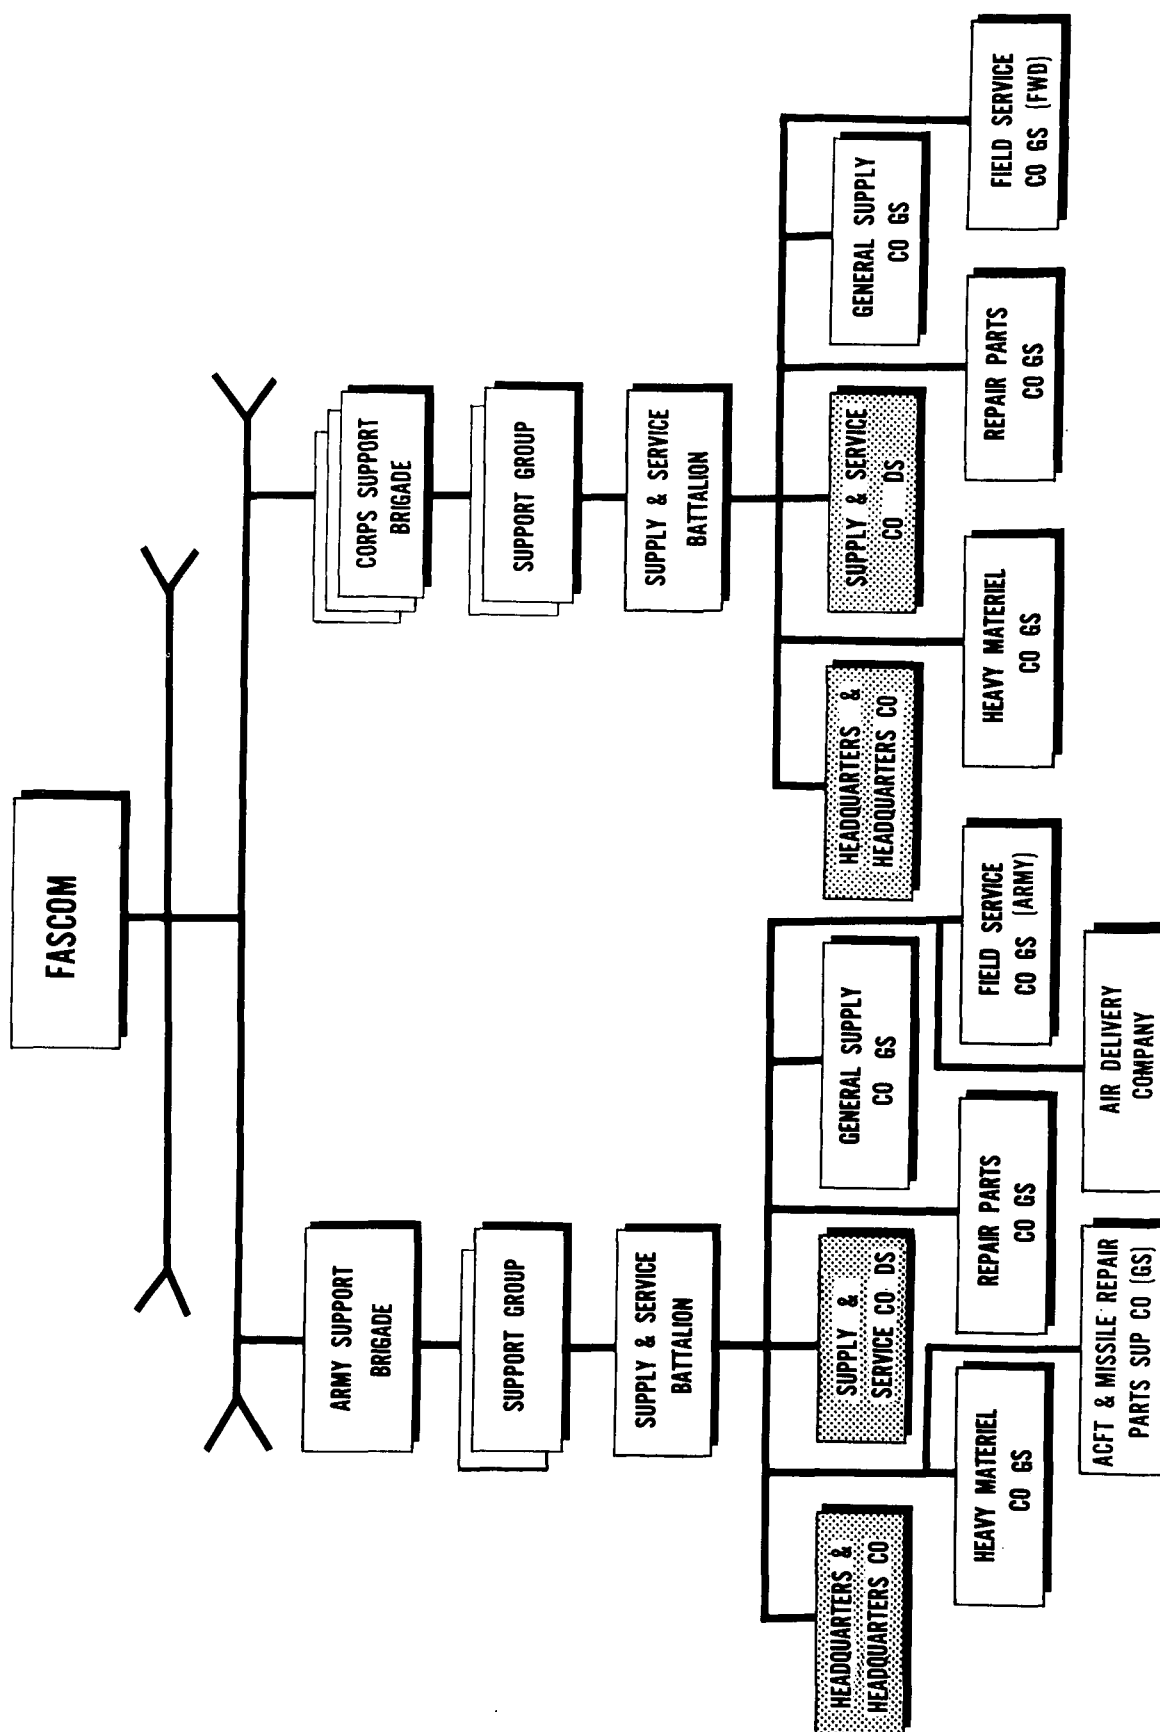 FASCOM
ARMY SUPPORT
BRIGADE
CORPS SUPPORT
BRIGADE
SUPPORT GROUP
SUPPORT GROUP
SUPPLY & SERVICE
BATTALION
SUPPLY & SERVICE
BATTALION
HEADQUARTERS &
HEADQUARTERS CO
SUPPLY &
SERVICE CO DS
GENERAL SUPPLY
CO GS
HEADQUARTERS &
HEADQUARTERS CO
SUPPLY & SERVICE
CO DS
GENERAL SUPPLY
CO GS
HEAVY MATERIEL
CO GS
REPAIR PARTS
CO GS
FIELD SERVICE
CO GS (ARMY)
HEAVY MATERIEL
CO GS
REPAIR PARTS
CO GS
FIELD SERVICE
CO GS (FWD)
ACFT & MISSILE REPAIR
PARTS SUP CO (GS)
AIR DELIVERY
COMPANY